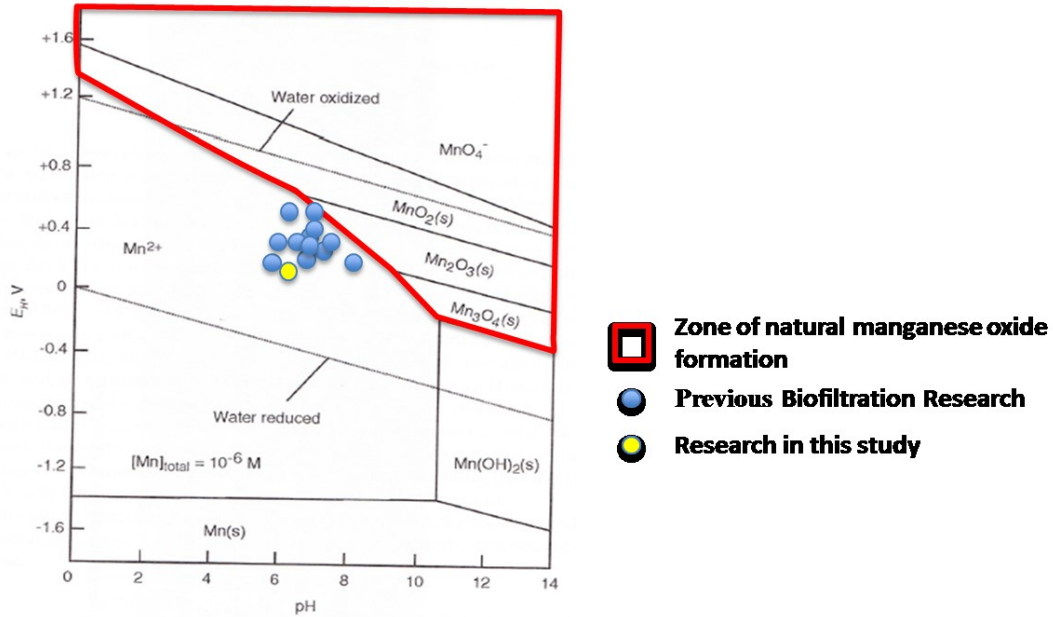 +1.6
+1.2
+0.8
+0.4
0
-0.4
-0.8
-1.2
-1.6
E_H, V
Water oxidized
MnO₄⁻
MnO₂(s)
Mn²⁺
Mn₂O₃(s)
Mn₃O₄(s)
Water reduced
[Mn]total = 10⁻⁶ M
Mn(OH)₂(s)
Mn(s)
0 2 4 6 8 10 12 14
pH
Zone of natural manganese oxide
formation
Previous Biofiltration Research
Research in this study